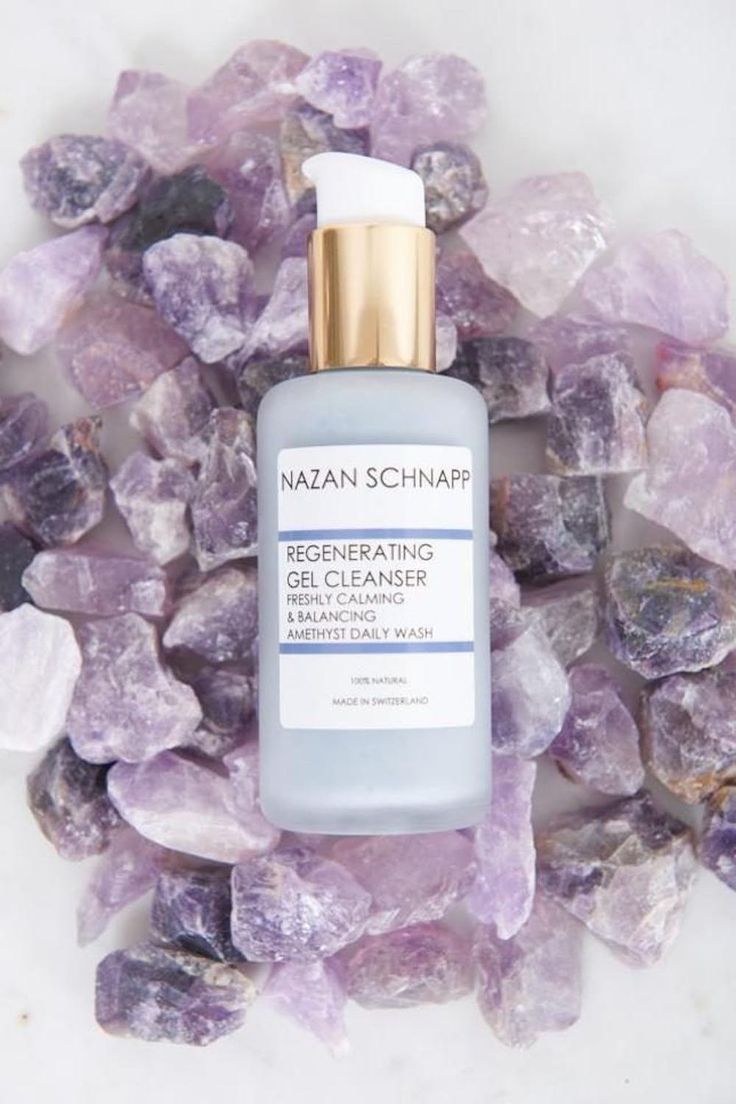 NAZAN SCHNAPP
REGENERATING
GEL CLEANSER
FRESHLY CALMING
& BALANCING
AMETHYST DAILY WASH
100% NATURAL
MADE IN SWITZERLAND